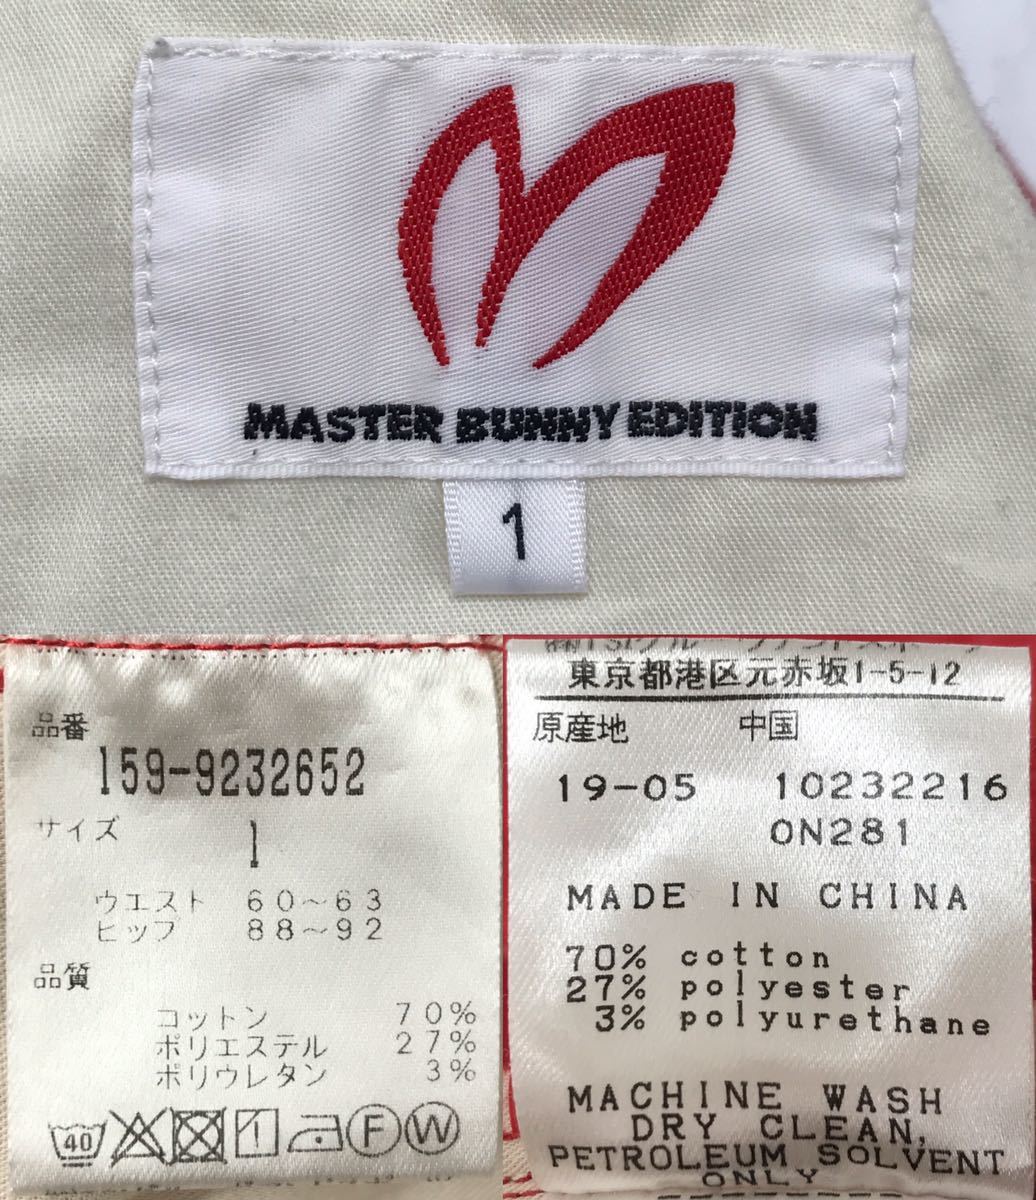 MASTER BUNNY EDITION
1
品番
159-9232652
サイズ
1
ウエスト 60~63
ヒップ 88~92
品質
コットン 70%
ポリエステル 27%
ポリウレタン 3%
40 F W
東京都港区元赤坂1-5-12
原産地 中国
19-05 10232216
0N281
MADE IN CHINA
70% cotton
27% polyester
3% polyurethane
MACHINE WASH
DRY CLEAN,
PETROLEUM SOLVENT
ONLY